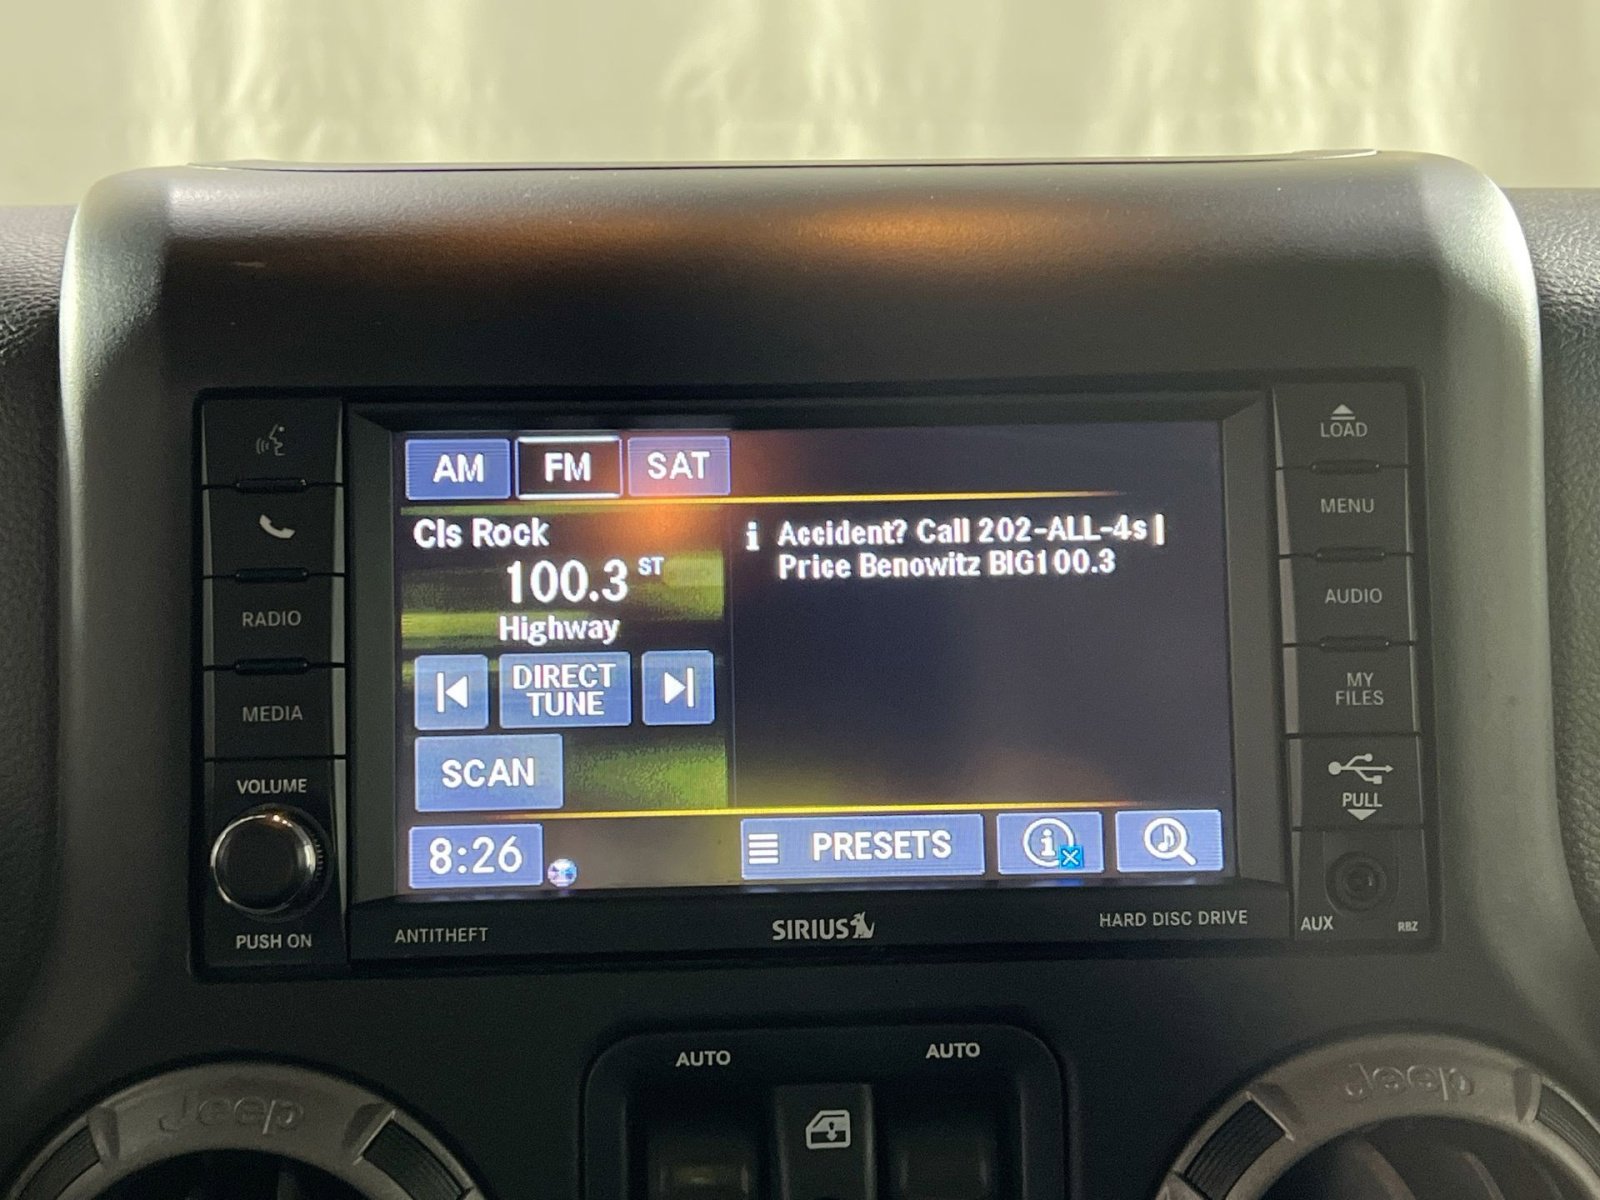 AM FM SAT
Cls Rock
100.3 ST
Highway
DIRECT
TUNE
SCAN
8:26
i Accident? Call 202-ALL-4s |
Price Benowitz BIG100.3
PRESETS
i
RADIO
MEDIA
VOLUME
PUSH ON
LOAD
MENU
AUDIO
MY
FILES
PULL
AUX RBZ
ANTITHEFT
SIRIUS
HARD DISC DRIVE
AUTO AUTO
Jeep Jeep